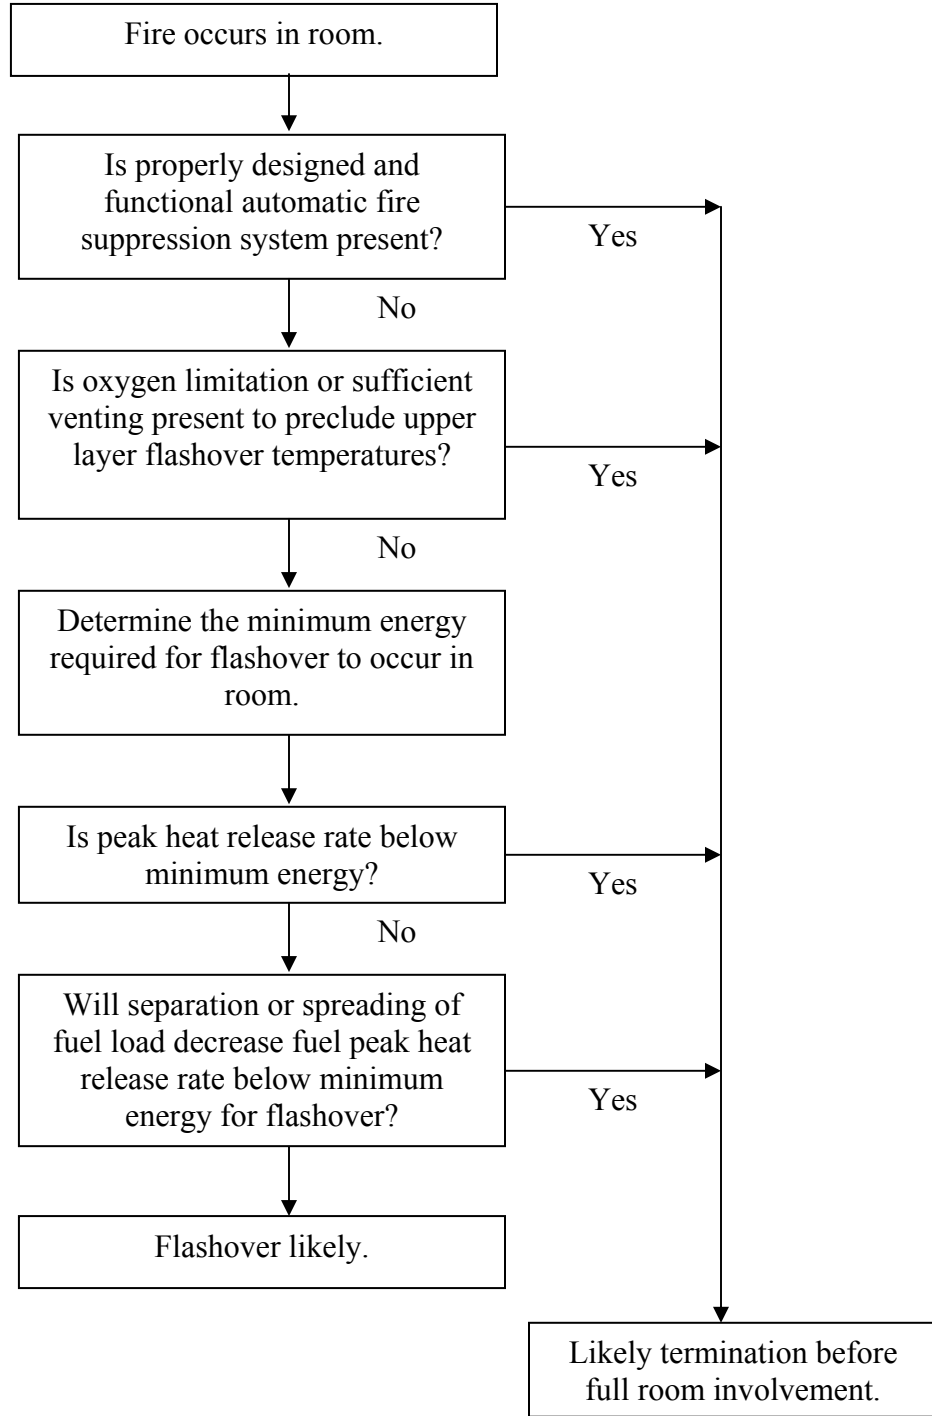 Fire occurs in room.
Is properly designed and
functional automatic fire
suppression system present?
Yes
No
Is oxygen limitation or sufficient
venting present to preclude upper
layer flashover temperatures?
Yes
No
Determine the minimum energy
required for flashover to occur in
room.
Is peak heat release rate below
minimum energy?
Yes
No
Will separation or spreading of
fuel load decrease fuel peak heat
release rate below minimum
energy for flashover?
Yes
Flashover likely.
Likely termination before
full room involvement.